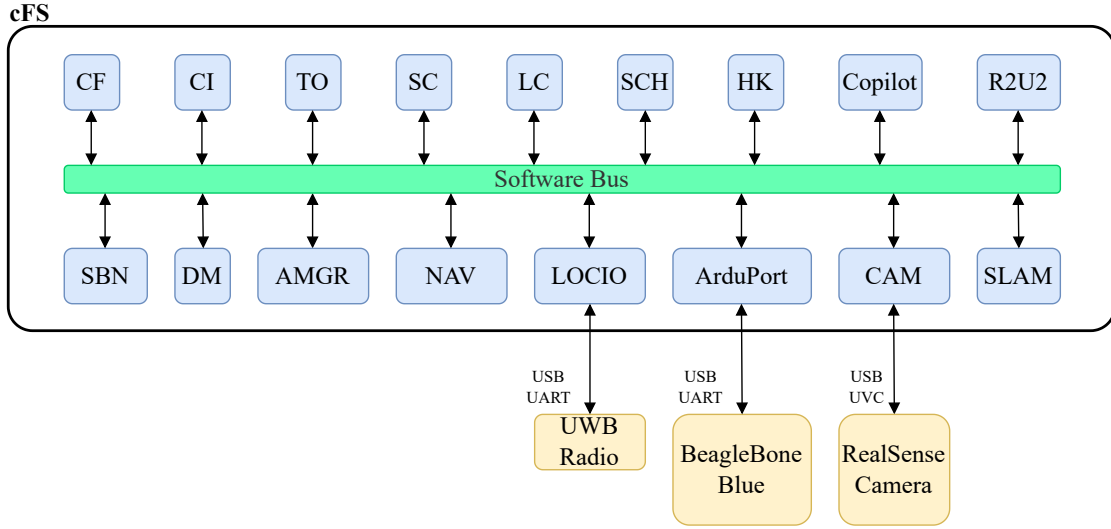 cFS
CF
CI
TO
SC
LC
SCH
HK
Copilot
R2U2
Software Bus
SBN
DM
AMGR
NAV
LOCIO
ArduPort
CAM
SLAM
USB
UART
USB
UART
USB
UVC
UWB
Radio
BeagleBone
Blue
RealSense
Camera